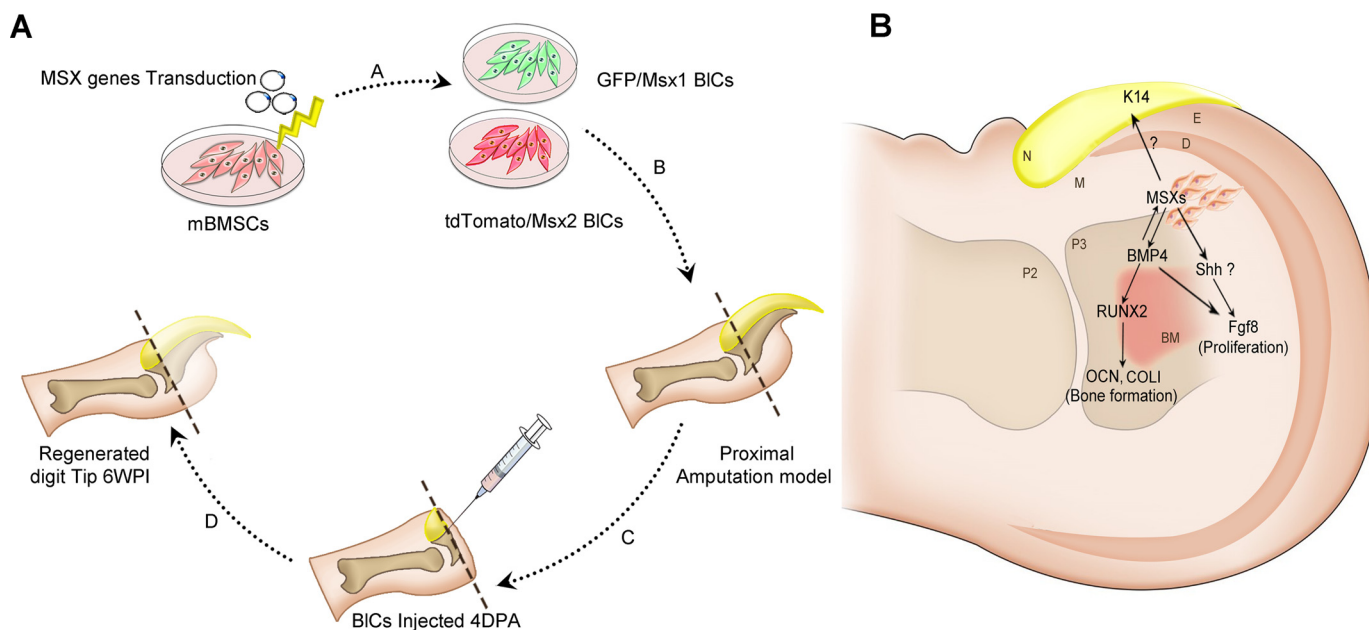 A
MSX genes Transduction
A
GFP/Msx1 BlCs
mBMSCs
tdTomato/Msx2 BlCs
B
Proximal
Amputation model
C
BlCs Injected 4DPA
D
Regenerated
digit Tip 6WPI
B
K14
E
?
D
N
M
MSXs
P3
BMP4
P2
Shh ?
RUNX2
Fgf8
(Proliferation)
BM
OCN, COLI
(Bone formation)